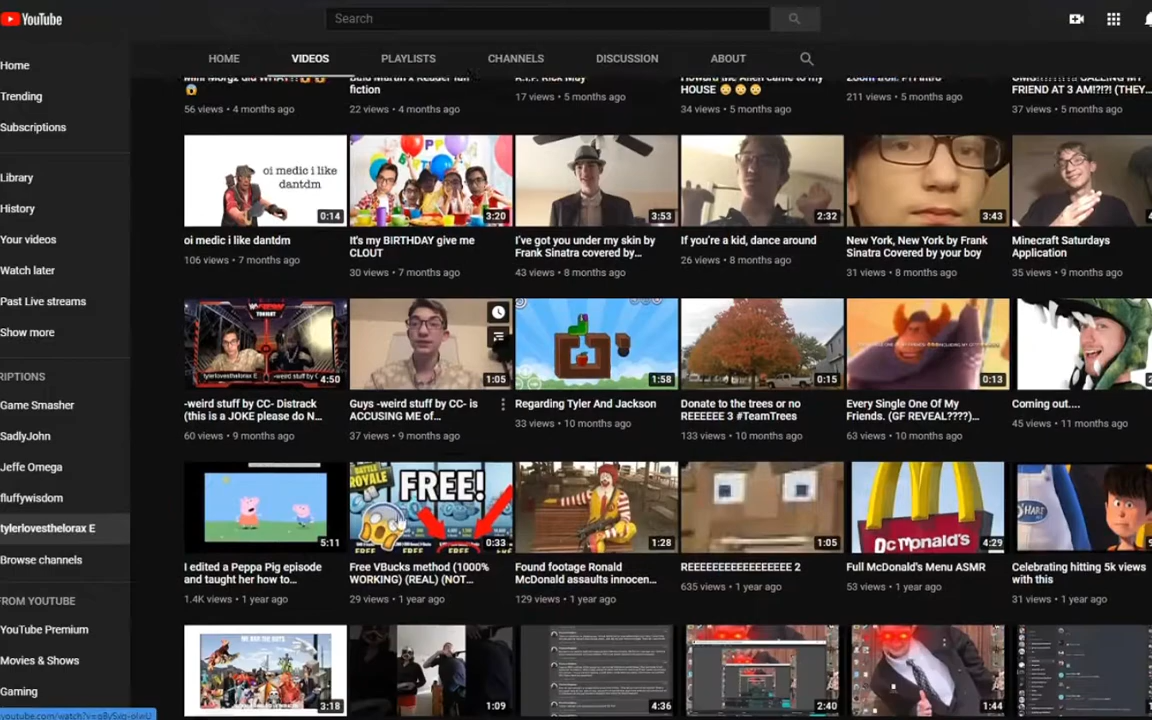 YouTube
Search
HOME VIDEOS PLAYLISTS CHANNELS DISCUSSION ABOUT
Home
Trending
Subscriptions
Library
History
Your videos
Watch later
Past Live streams
Show more
RIPTIONS
Game Smasher
SadlyJohn
Jeffe Omega
fluffywisdom
tylerlovesthelorax E
Browse channels
FROM YOUTUBE
YouTube Premium
Movies & Shows
Gaming
fiction
HOUSE 😳😳😳
FRIEND AT 3 AM!?!?! (THEY...
56 views • 4 months ago
22 views • 4 months ago
17 views • 5 months ago
34 views • 5 months ago
211 views • 5 months ago
37 views • 5 months ago
oi medic i like
dantdm
0:14
3:20
3:53
2:32
3:43
oi medic i like dantdm
106 views • 7 months ago
It's my BIRTHDAY give me
CLOUT
30 views • 7 months ago
I've got you under my skin by
Frank Sinatra covered by...
43 views • 8 months ago
If you're a kid, dance around
26 views • 8 months ago
New York, New York by Frank
Sinatra Covered by your boy
31 views • 8 months ago
Minecraft Saturdays
Application
35 views • 9 months ago
tylerlovesthelorax E
4:50
1:05
1:58
0:15
0:13
-weird stuff by CC- Distrack
(this is a JOKE please do N...
60 views • 9 months ago
Guys -weird stuff by CC- is
ACCUSING ME of...
37 views • 9 months ago
Regarding Tyler And Jackson
33 views • 10 months ago
Donate to the trees or no
REEEEEE 3 #TeamTrees
133 views • 10 months ago
Every Single One Of My
Friends. (GF REVEAL????)...
63 views • 10 months ago
Coming out....
45 views • 11 months ago
5:11
BATTLE
ROYALE
FREE!
FREE
0:33
1:28
1:05
McDonald's
4:29
I edited a Peppa Pig episode
and taught her how to...
1.4K views • 1 year ago
Free VBucks method (1000%
WORKING) (REAL) (NOT...
29 views • 1 year ago
Found footage Ronald
McDonald assaults innocen...
129 views • 1 year ago
REEEEEEEEEEEEEEEE 2
635 views • 1 year ago
Full McDonald's Menu ASMR
53 views • 1 year ago
Celebrating hitting 5k views
with this
31 views • 1 year ago
3:18
1:09
4:36
2:40
1:44